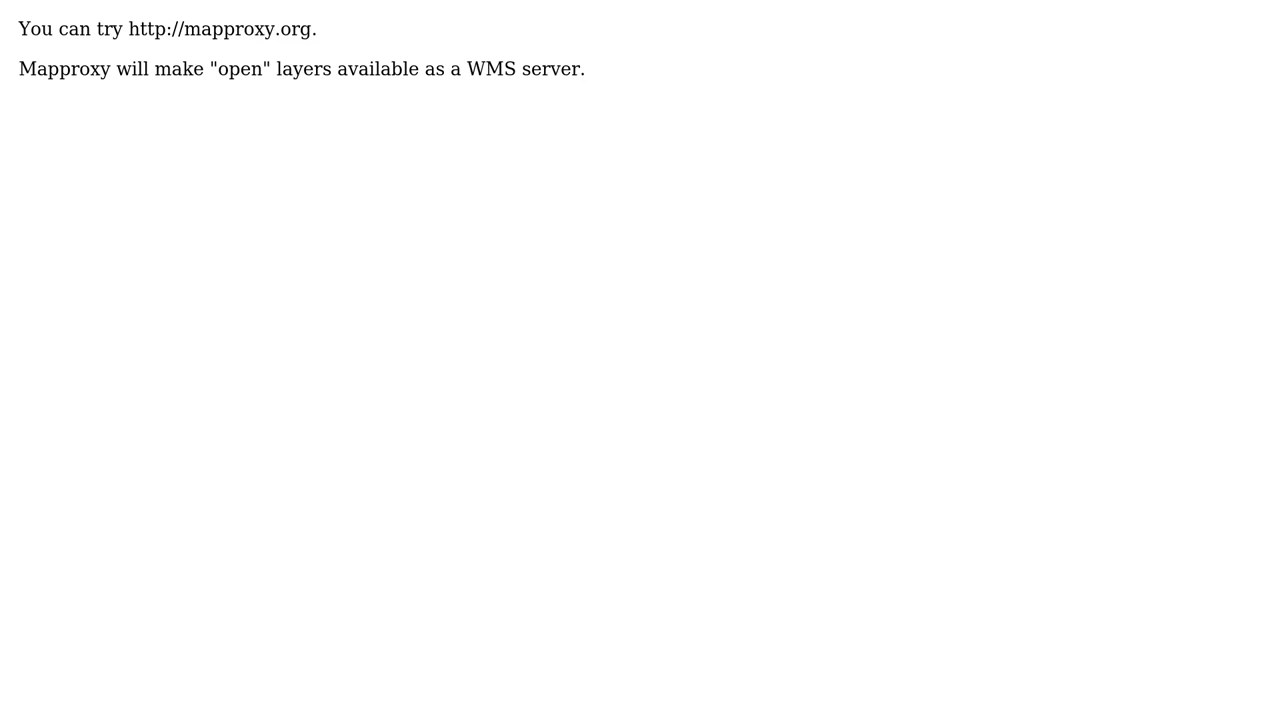 You can try http://mapproxy.org.
Mapproxy will make "open" layers available as a WMS server.